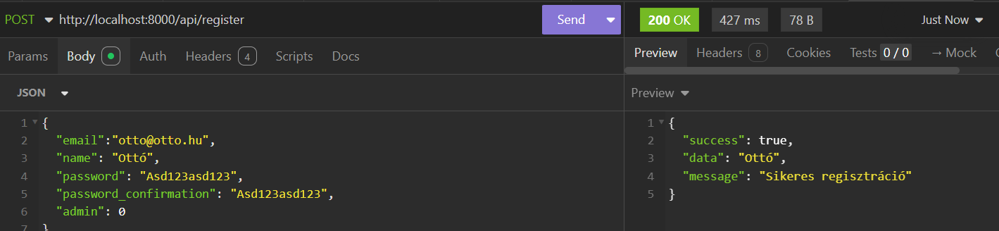 POST http://localhost:8000/api/register Send 200 OK 427 ms 78 B Just Now
Params Body Auth Headers 4 Scripts Docs
Preview Headers 8 Cookies Tests 0 / 0 → Mock
JSON
Preview
1 {
2 "email":"otto@otto.hu",
3 "name": "Ottó",
4 "password": "Asd123asd123",
5 "password_confirmation": "Asd123asd123",
6 "admin": 0
7 }
1 {
2 "success": true,
3 "data": "Ottó",
4 "message": "Sikeres regisztráció"
5 }